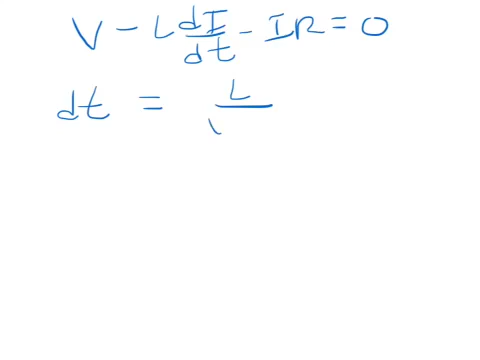 V - L dI/dt - IR = 0
dt = L/(